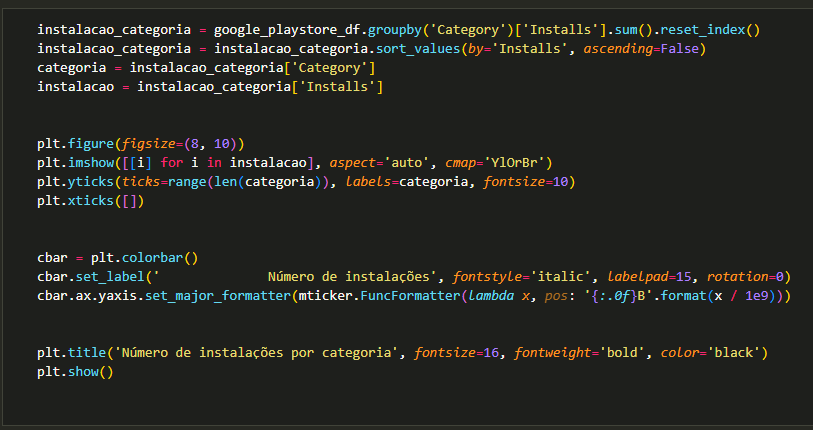 instalacao_categoria = google_playstore_df.groupby('Category')['Installs'].sum().reset_index()
instalacao_categoria = instalacao_categoria.sort_values(by='Installs', ascending=False)
categoria = instalacao_categoria['Category']
instalacao = instalacao_categoria['Installs']
plt.figure(figsize=(8, 10))
plt.imshow([[i] for i in instalacao], aspect='auto', cmap='YlOrBr')
plt.yticks(ticks=range(len(categoria)), labels=categoria, fontsize=10)
plt.xticks([])
cbar = plt.colorbar()
cbar.set_label('              Número de instalações', fontstyle='italic', labelpad=15, rotation=0)
cbar.ax.yaxis.set_major_formatter(mticker.FuncFormatter(lambda x, pos: '{:.0f}B'.format(x / 1e9)))
plt.title('Número de instalações por categoria', fontsize=16, fontweight='bold', color='black')
plt.show()